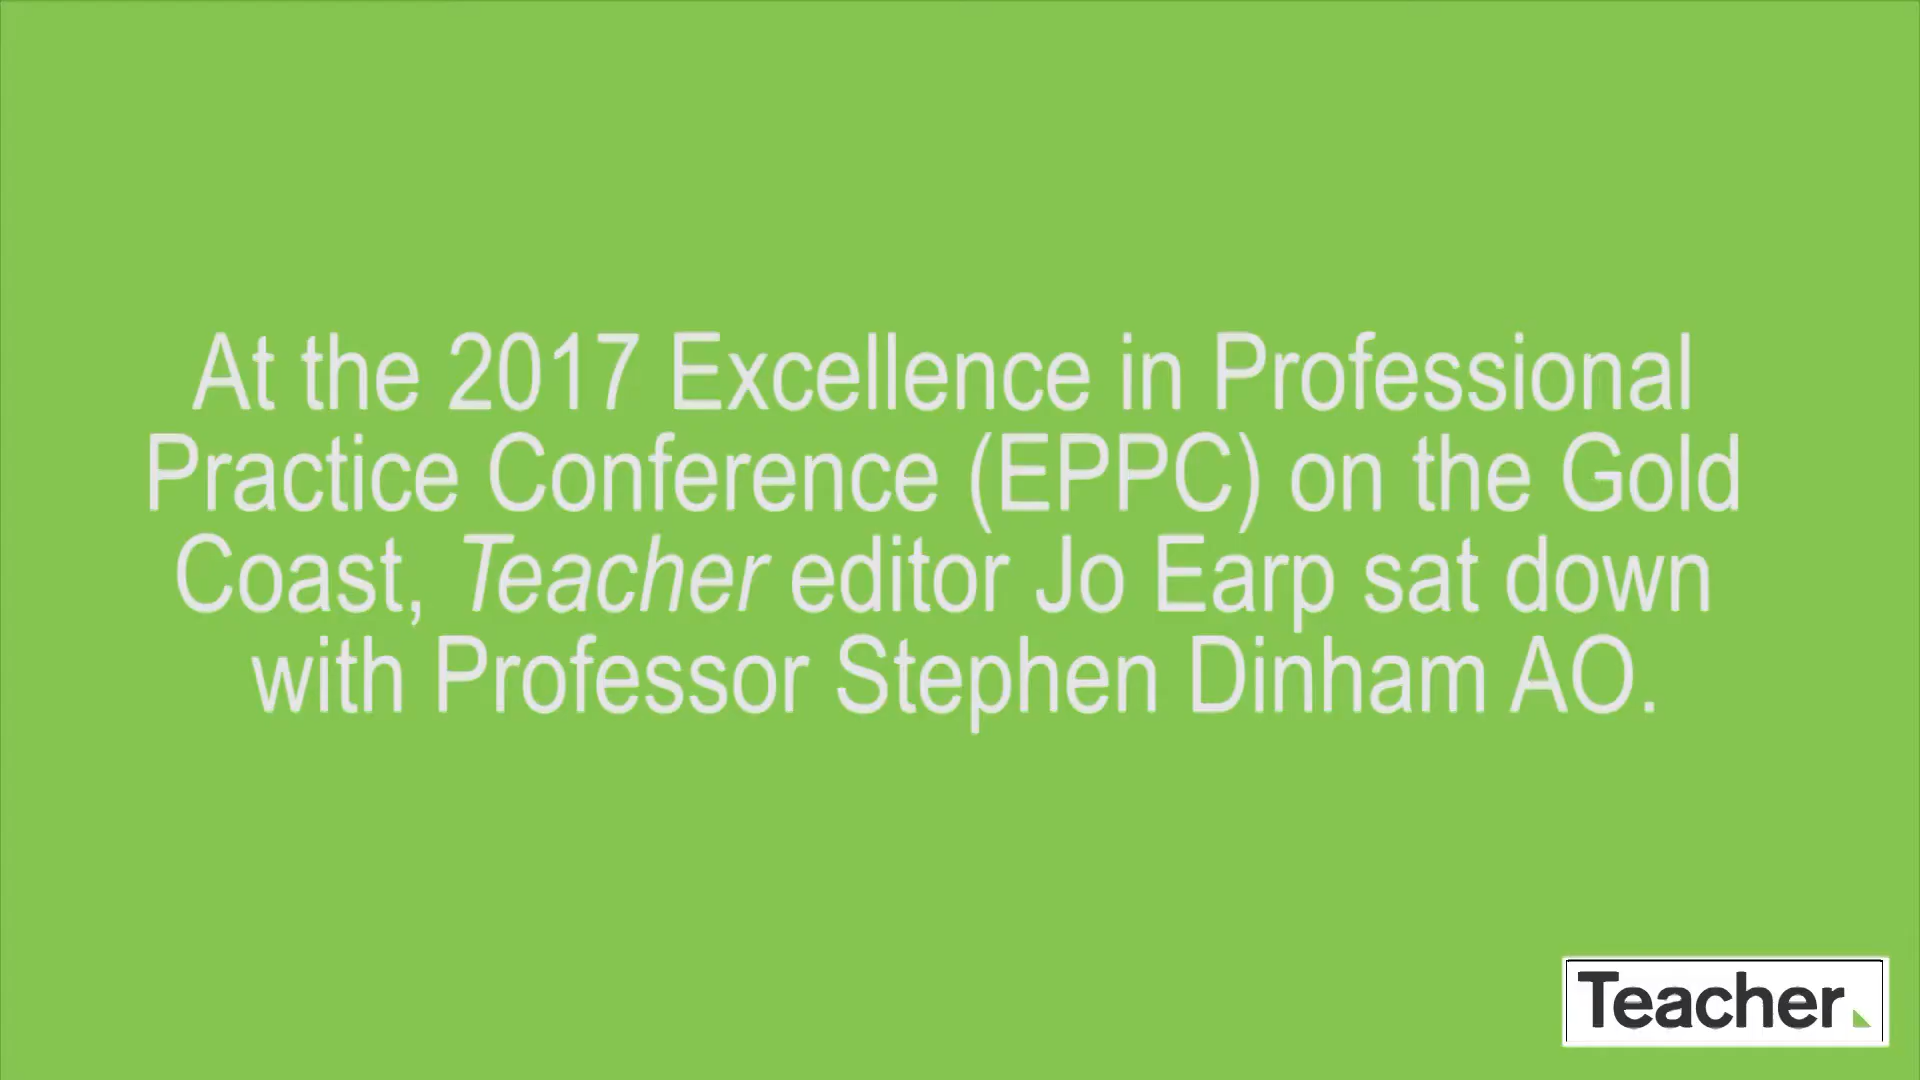 At the 2017 Excellence in Professional
Practice Conference (EPPC) on the Gold
Coast, Teacher editor Jo Earp sat down
with Professor Stephen Dinham AO.
Teacher